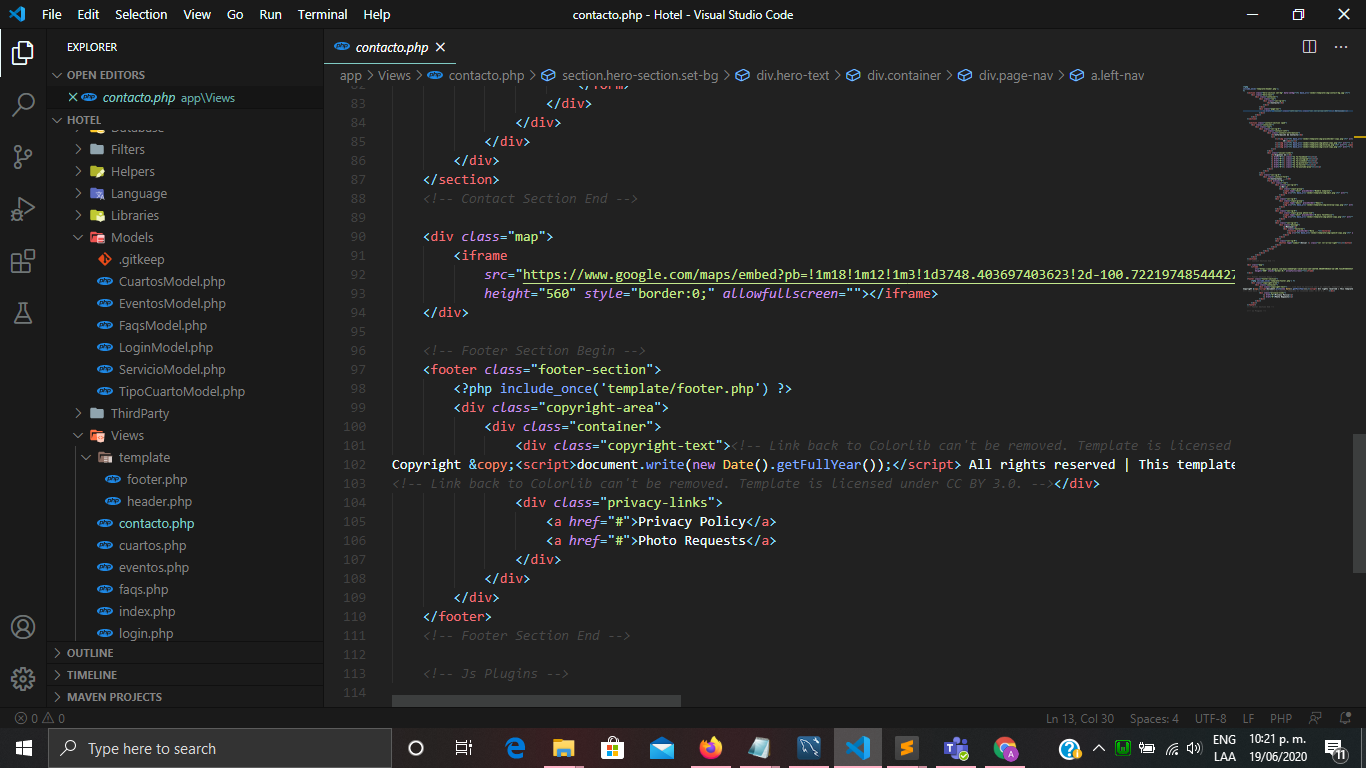 File Edit Selection View Go Run Terminal Help
contacto.php - Hotel - Visual Studio Code
EXPLORER
OPEN EDITORS
contacto.php app\Views
HOTEL
Database
Filters
Helpers
Language
Libraries
Models
.gitkeep
CuartosModel.php
EventosModel.php
FaqsModel.php
LoginModel.php
ServicioModel.php
TipoCuartoModel.php
ThirdParty
Views
template
footer.php
header.php
contacto.php
cuartos.php
eventos.php
faqs.php
index.php
login.php
OUTLINE
TIMELINE
MAVEN PROJECTS
contacto.php
app > Views > contacto.php > section.hero-section.set-bg > div.hero-text > div.container > div.page-nav > a.left-nav
82 </form>
83 </div>
84 </div>
85 </div>
86 </div>
87 </section>
88 <!-- Contact Section End -->
89
90 <div class="map">
91 <iframe
92 src="https://www.google.com/maps/embed?pb=!1m18!1m12!1m3!1d3748.403697403623!2d-100.72219748544427
93 height="560" style="border:0;" allowfullscreen=""></iframe>
94 </div>
95
96 <!-- Footer Section Begin -->
97 <footer class="footer-section">
98 <?php include_once('template/footer.php') ?>
99 <div class="copyright-area">
100 <div class="container">
101 <div class="copyright-text"><!-- Link back to Colorlib can't be removed. Template is licensed
102 Copyright &copy;<script>document.write(new Date().getFullYear());</script> All rights reserved | This template
103 <!-- Link back to Colorlib can't be removed. Template is licensed under CC BY 3.0. --></div>
104 <div class="privacy-links">
105 <a href="#">Privacy Policy</a>
106 <a href="#">Photo Requests</a>
107 </div>
108 </div>
109 </div>
110 </footer>
111 <!-- Footer Section End -->
112
113 <!-- Js Plugins -->
114
0 0
Ln 13, Col 30 Spaces: 4 UTF-8 LF PHP
Type here to search
ENG
LAA
10:21 p. m.
19/06/2020
11